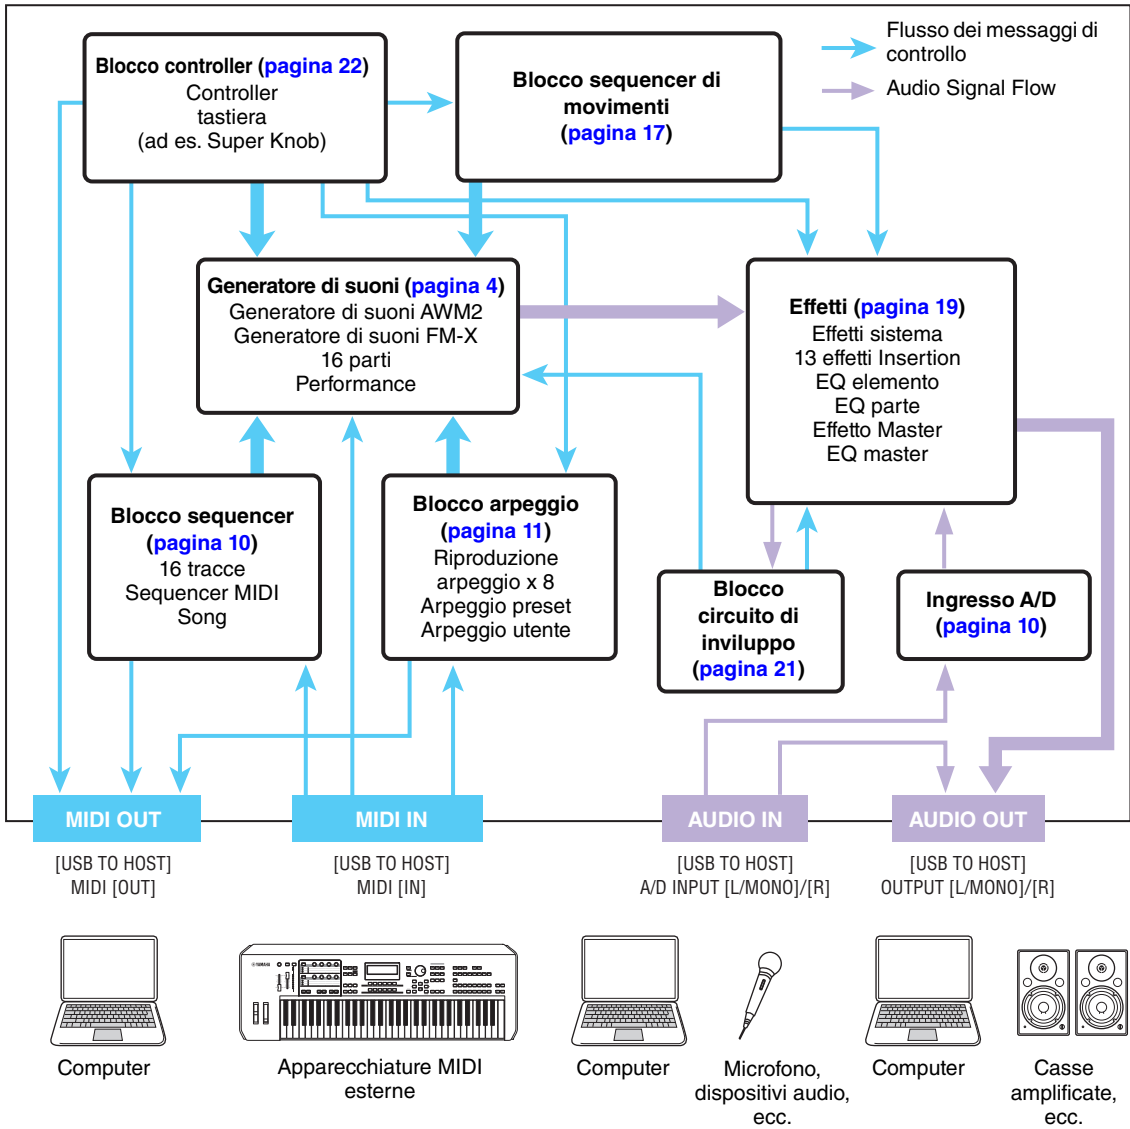 Flusso dei messaggi di
controllo
Audio Signal Flow
Blocco controller (pagina 22)
Controller
tastiera
(ad es. Super Knob)
Blocco sequencer di
movimenti
(pagina 17)
Generatore di suoni (pagina 4)
Generatore di suoni AWM2
Generatore di suoni FM-X
16 parti
Performance
Effetti (pagina 19)
Effetti sistema
13 effetti Insertion
EQ elemento
EQ parte
Effetto Master
EQ master
Blocco sequencer
(pagina 10)
16 tracce
Sequencer MIDI
Song
Blocco arpeggio
(pagina 11)
Riproduzione
arpeggio x 8
Arpeggio preset
Arpeggio utente
Blocco
circuito di
inviluppo
(pagina 21)
Ingresso A/D
(pagina 10)
MIDI OUT
MIDI IN
AUDIO IN
AUDIO OUT
[USB TO HOST]
MIDI [OUT]
[USB TO HOST]
MIDI [IN]
[USB TO HOST]
A/D INPUT [L/MONO]/[R]
[USB TO HOST]
OUTPUT [L/MONO]/[R]
YAMAHA
Computer
Apparecchiature MIDI
esterne
Computer
Microfono,
dispositivi audio,
ecc.
Computer
Casse
amplificate,
ecc.